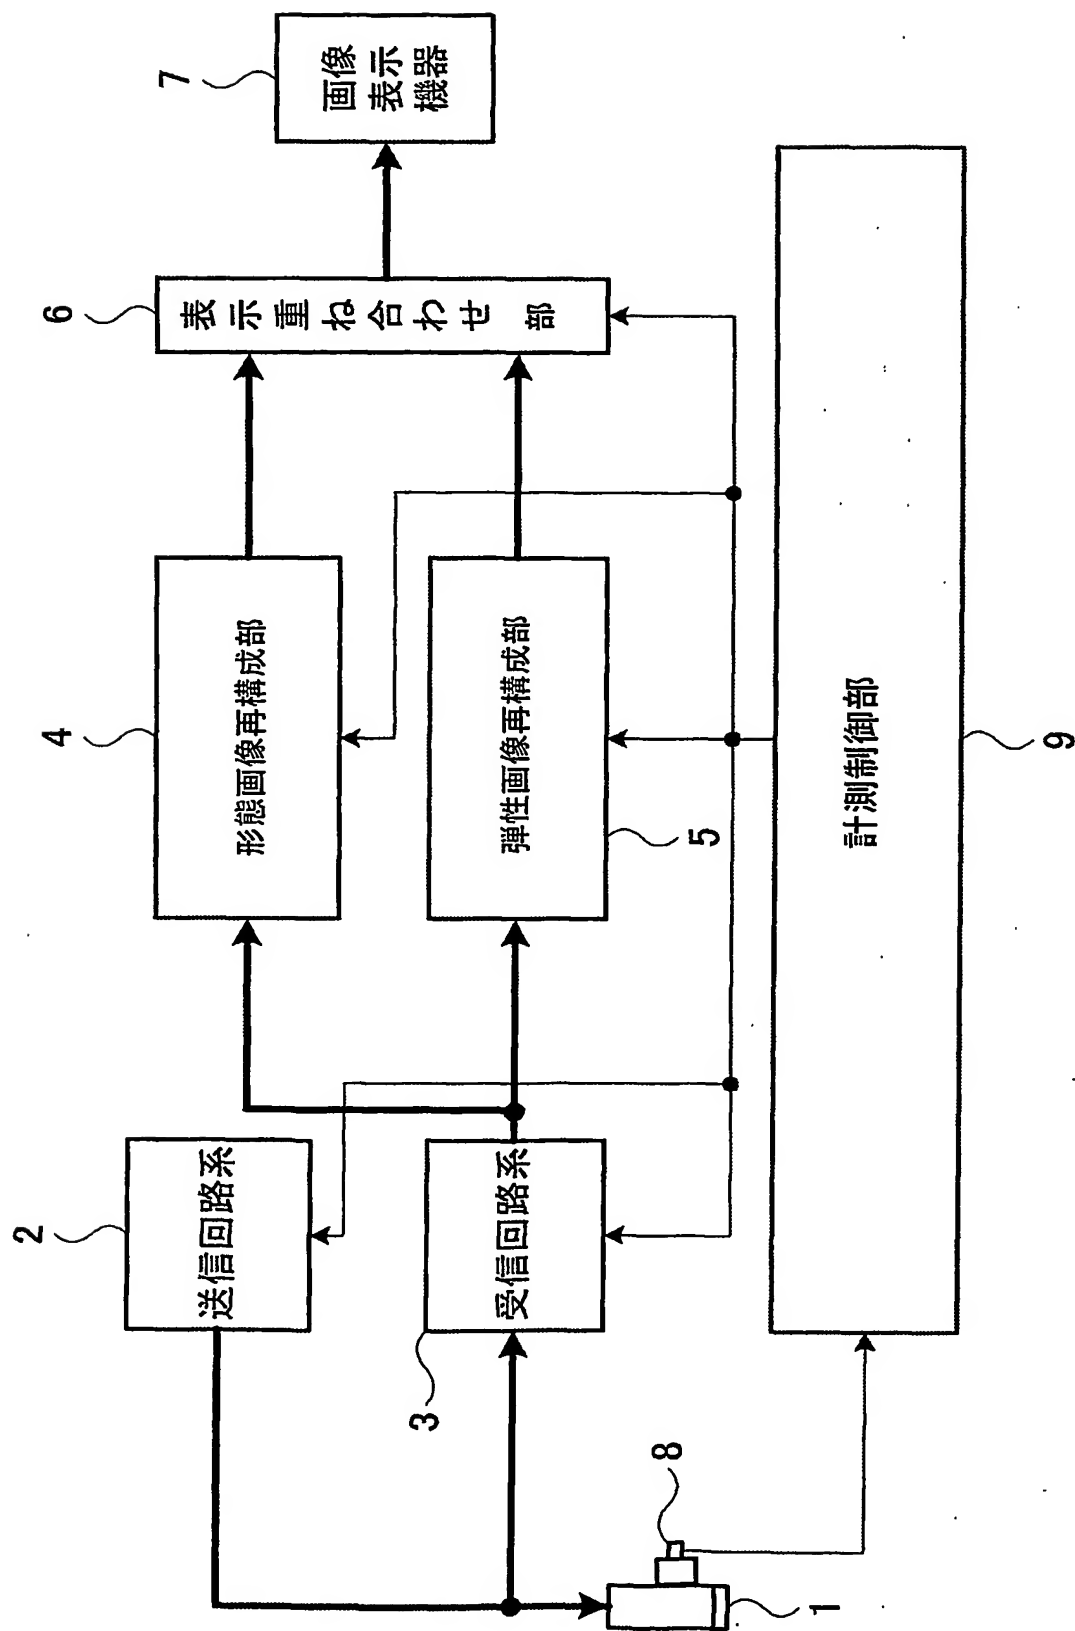 2
送信回路系
4
形態画像再構成部
6
表示重ね合わせ部
7
画像
表示
機器
3
受信回路系
5
弾性画像再構成部
8
1
計測制御部
9